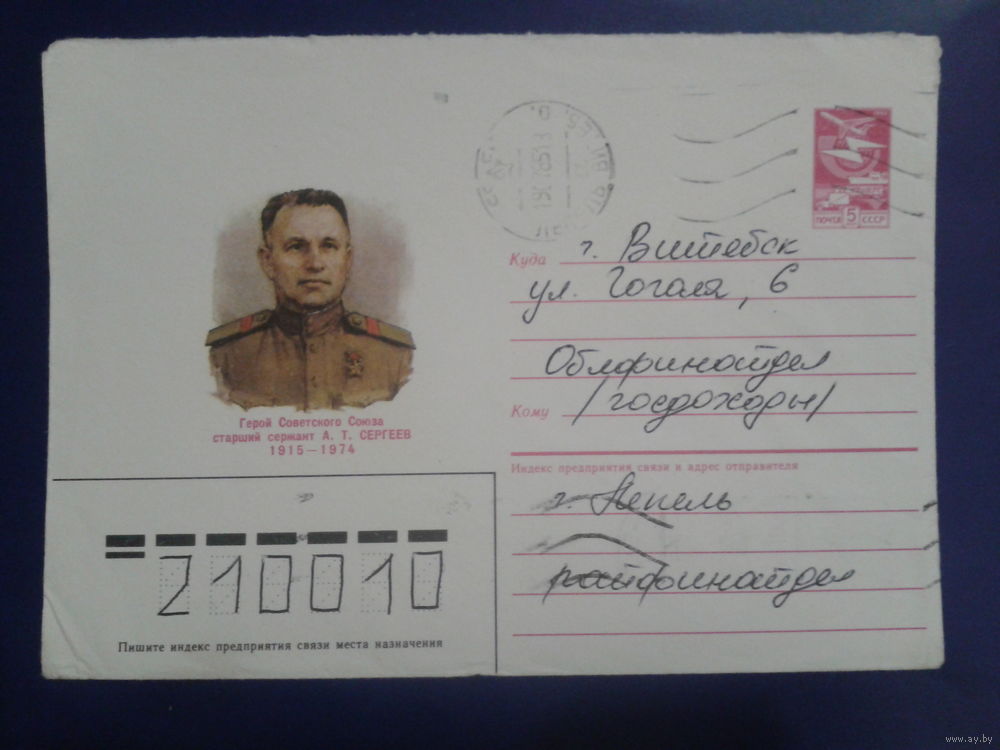 ПОЧТА 5 СССР
Куда г. Витебск
ул. Гоголя, 6
Облфинотдел
Кому /госдоходы/
Герой Советского Союза
старший сержант А. Т. СЕРГЕЕВ
1915—1974
Индекс предприятия связи и адрес отправителя
г. Лепель
райфинотдел
210010
Пишите индекс предприятия связи места назначения
www.ay.by